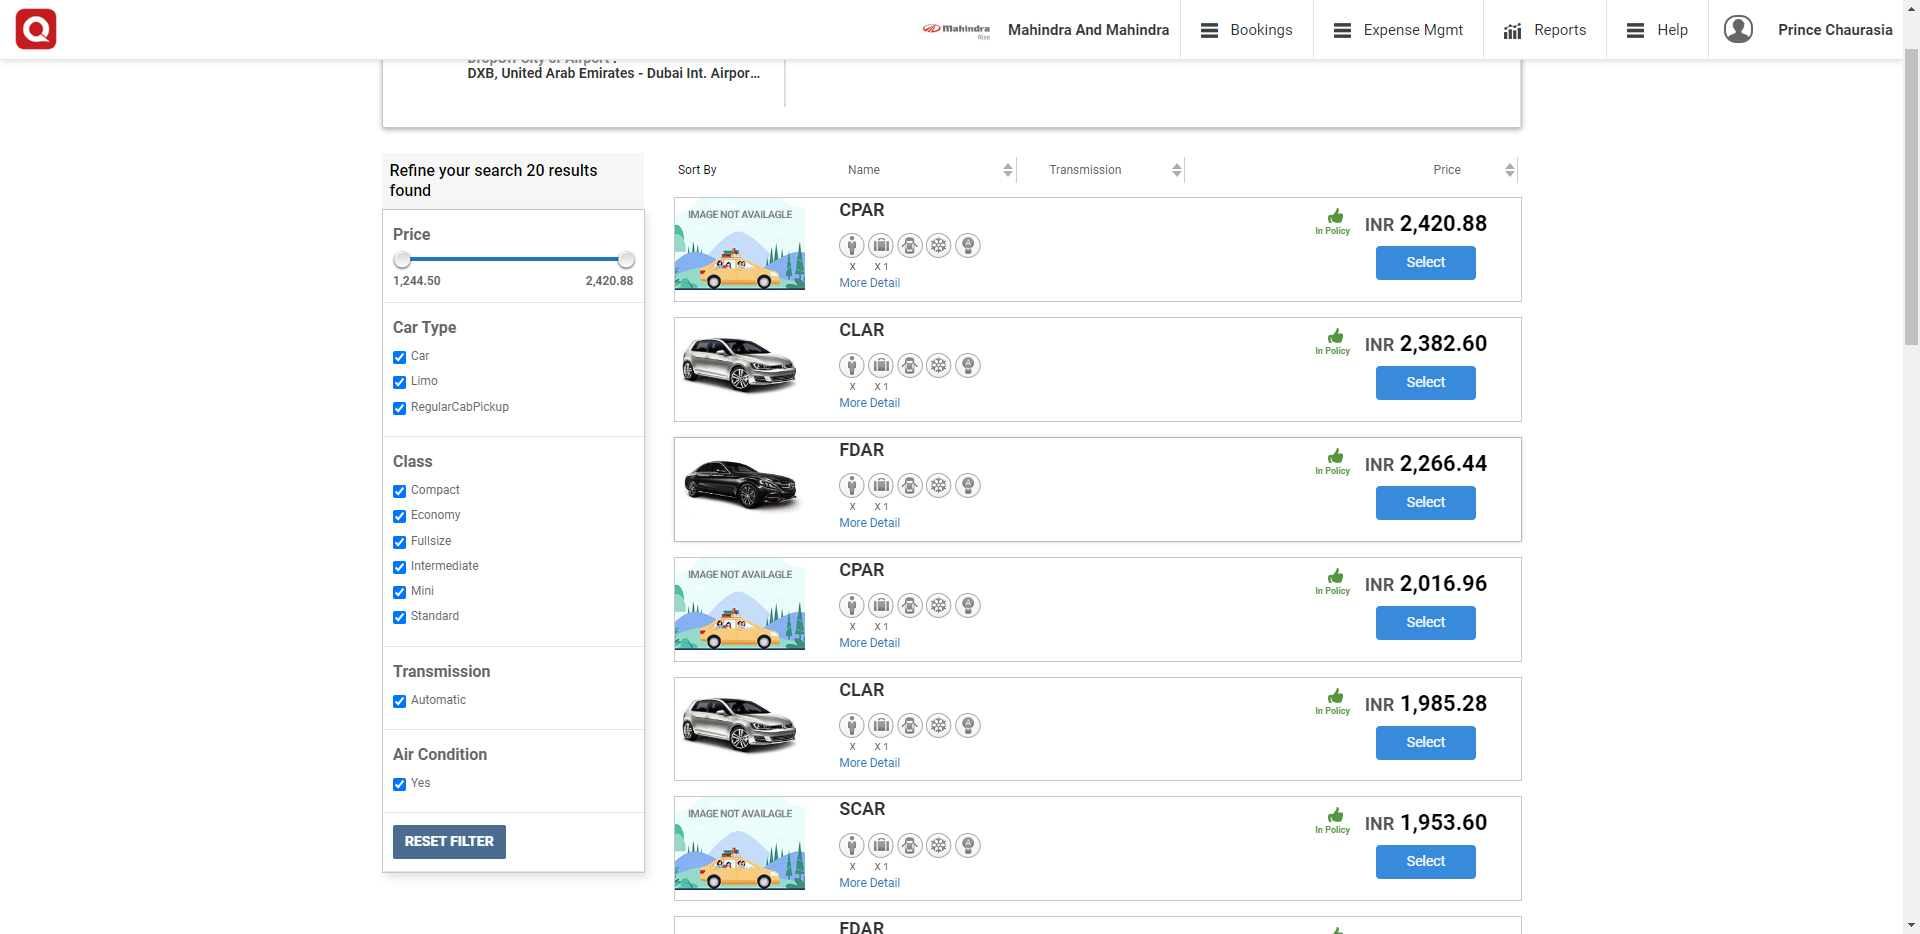 Mahindra
Rise
Mahindra And Mahindra
Bookings
Expense Mgmt
Reports
Help
Prince Chaurasia
DropOff City or Airport :
DXB, United Arab Emirates - Dubai Int. Airpor...
Refine your search 20 results
found
Sort By
Name
Transmission
Price
Price
1,244.50
2,420.88
Car Type
Car
Limo
RegularCabPickup
Class
Compact
Economy
Fullsize
Intermediate
Mini
Standard
Transmission
Automatic
Air Condition
Yes
RESET FILTER
IMAGE NOT AVAILAGLE
CPAR
X
X 1
More Detail
In Policy
INR 2,420.88
Select
CLAR
X
X 1
More Detail
In Policy
INR 2,382.60
Select
FDAR
X
X 1
More Detail
In Policy
INR 2,266.44
Select
IMAGE NOT AVAILAGLE
CPAR
X
X 1
More Detail
In Policy
INR 2,016.96
Select
CLAR
X
X 1
More Detail
In Policy
INR 1,985.28
Select
IMAGE NOT AVAILAGLE
SCAR
X
X 1
More Detail
In Policy
INR 1,953.60
Select
FDAR